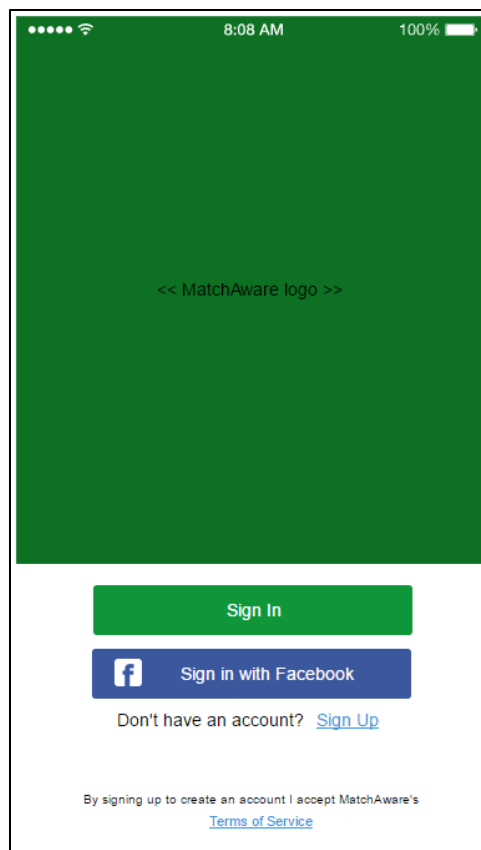 8:08 AM 100%
<< MatchAware logo >>
Sign In
f Sign in with Facebook
Don't have an account? Sign Up
By signing up to create an account I accept MatchAware's
Terms of Service